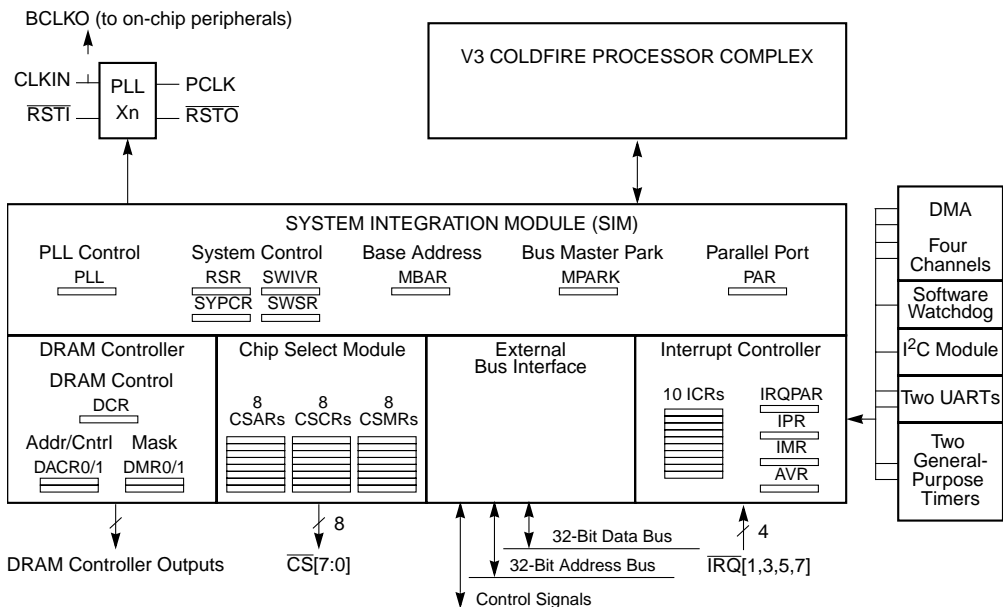 BCLKO (to on-chip peripherals)
CLKIN
PLL
Xn
PCLK
RSTI
RSTO
V3 COLDFIRE PROCESSOR COMPLEX
SYSTEM INTEGRATION MODULE (SIM)
PLL Control
PLL
System Control
RSR
SWIVR
SYPCR
SWSR
Base Address
MBAR
Bus Master Park
MPARK
Parallel Port
PAR
DRAM Controller
DRAM Control
DCR
Addr/Cntrl
Mask
DACR0/1
DMR0/1
Chip Select Module
8
CSARs
8
CSCRs
8
CSMRs
External
Bus Interface
Interrupt Controller
10 ICRs
IRQPAR
IPR
IMR
AVR
DMA
Four
Channels
Software
Watchdog
I2C Module
Two UARTs
Two
General-
Purpose
Timers
DRAM Controller Outputs
8
CS[7:0]
32-Bit Data Bus
32-Bit Address Bus
Control Signals
4
IRQ[1,3,5,7]